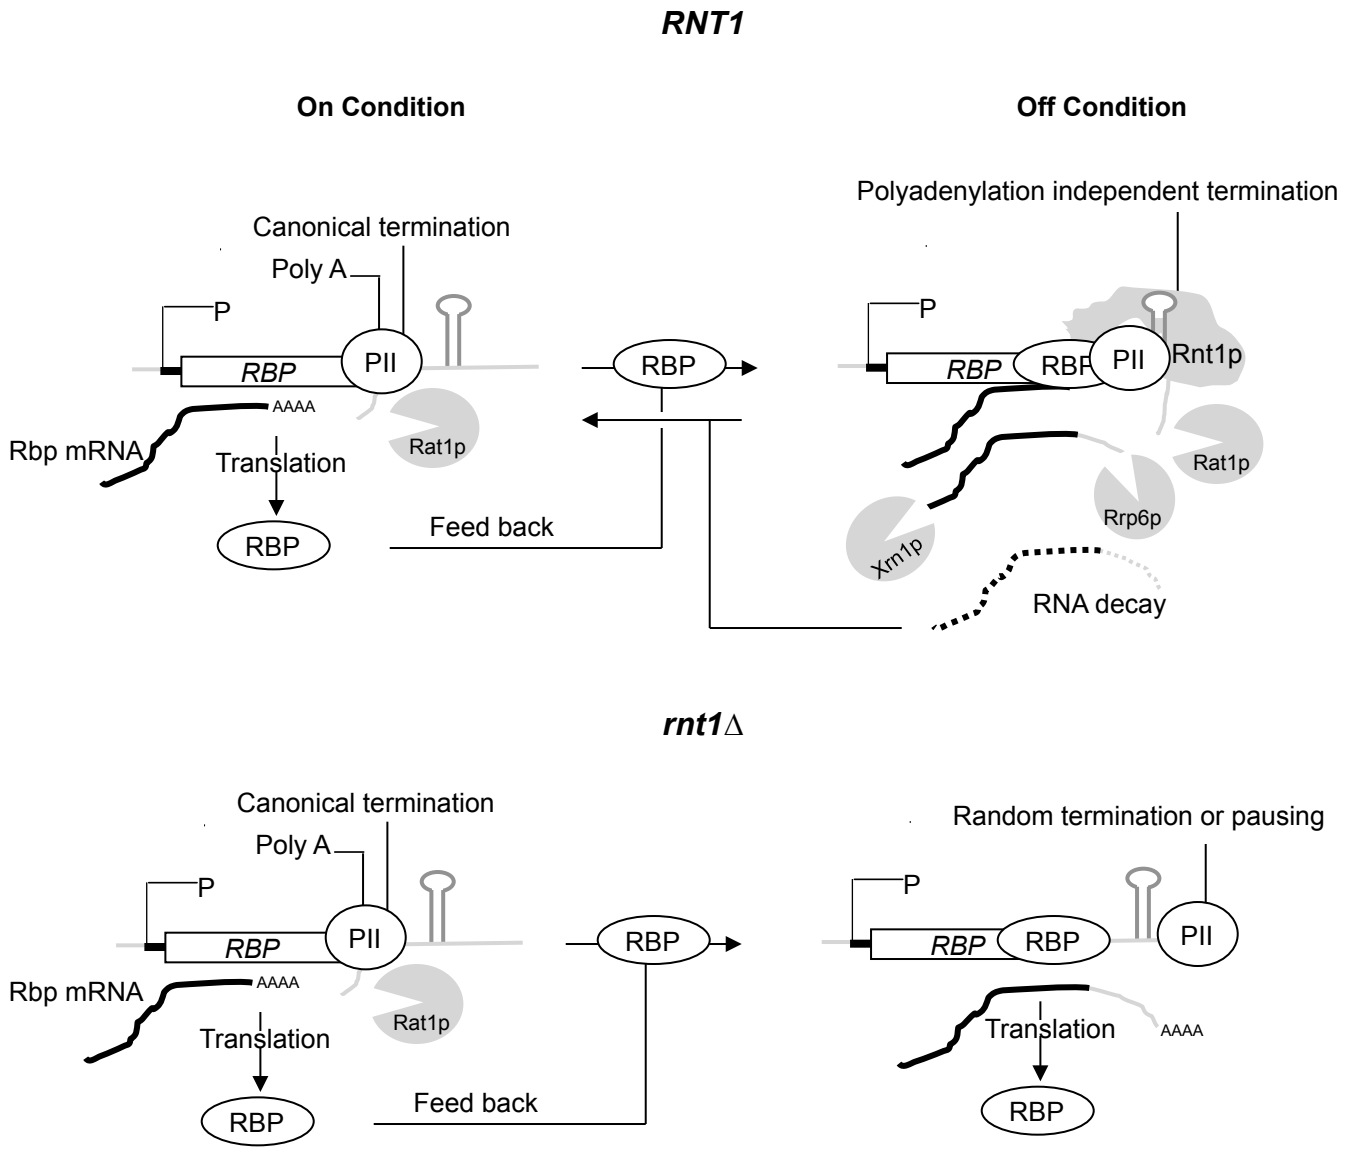 RNT1
On Condition
Off Condition
Polyadenylation independent termination
Canonical termination
Poly A
P
RBP
PII
AAAA
Rbp mRNA
Translation
Rat1p
RBP
Feed back
RBP
P
RBP
RBP
PII
Rnt1p
Rat1p
Rrp6p
Xrn1p
RNA decay
rnt1Δ
Canonical termination
Poly A
P
RBP
PII
AAAA
Rbp mRNA
Translation
Rat1p
RBP
Feed back
RBP
Random termination or pausing
P
RBP
RBP
PII
Translation
AAAA
RBP